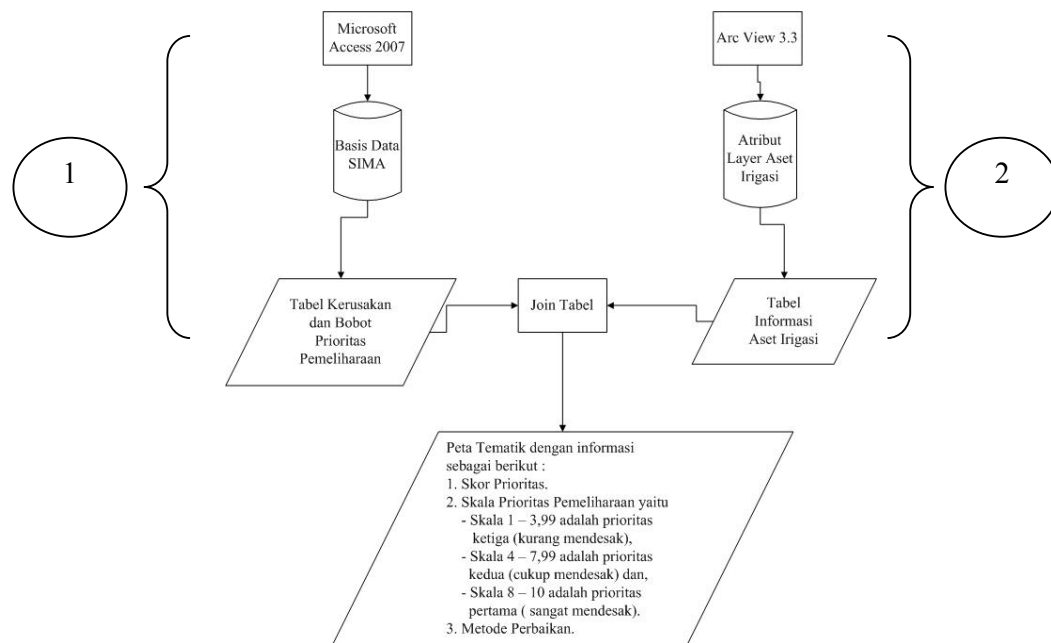 Microsoft
Access 2007
Arc View 3.3
Basis Data
SIMA
Atribut
Layer Aset
Irigasi
1
2
Tabel Kerusakan
dan Bobot
Prioritas
Pemeliharaan
Join Tabel
Tabel
Informasi
Aset Irigasi
Peta Tematik dengan informasi
sebagai berikut :
1. Skor Prioritas.
2. Skala Prioritas Pemeliharaan yaitu
- Skala 1 – 3,99 adalah prioritas
ketiga (kurang mendesak),
- Skala 4 – 7,99 adalah prioritas
kedua (cukup mendesak) dan,
- Skala 8 – 10 adalah prioritas
pertama ( sangat mendesak).
3. Metode Perbaikan.